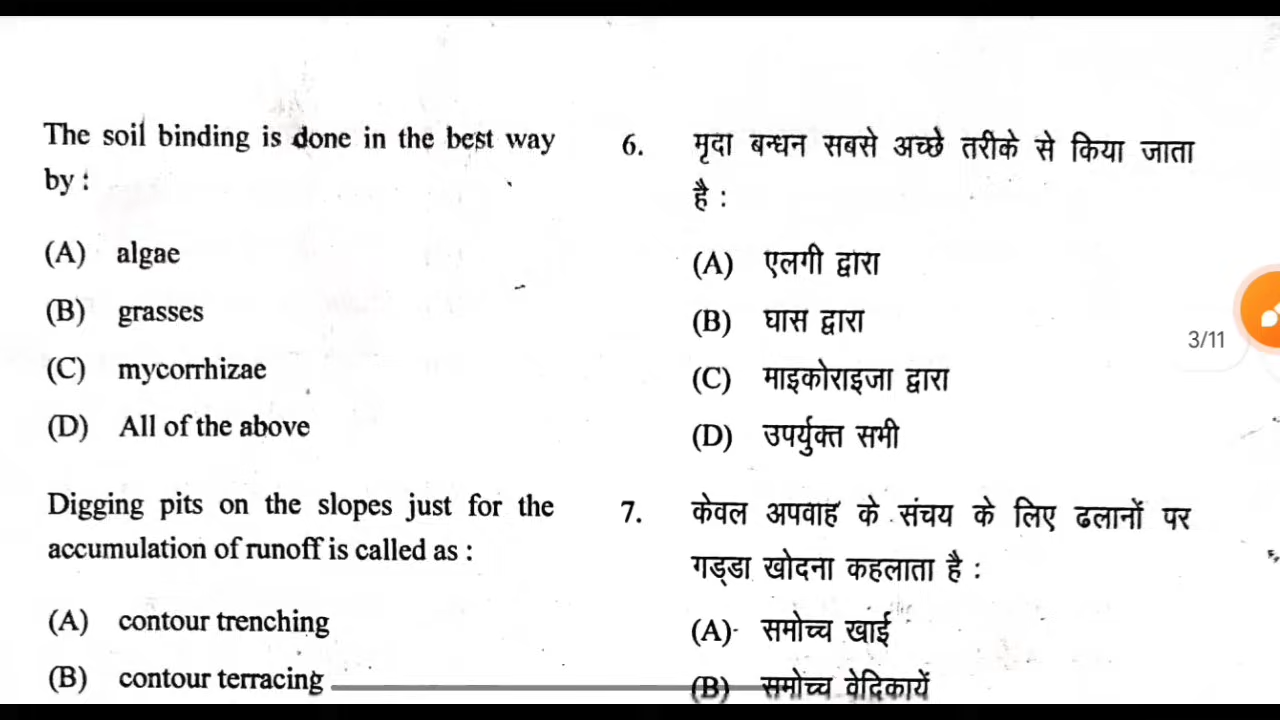 The soil binding is done in the best way
by :
(A) algae
(B) grasses
(C) mycorrhizae
(D) All of the above
Digging pits on the slopes just for the
accumulation of runoff is called as :
(A) contour trenching
(B) contour terracing
6. मृदा बन्धन सबसे अच्छे तरीके से किया जाता
है :
(A) एलगी द्वारा
(B) घास द्वारा
(C) माइकोराइजा द्वारा
(D) उपर्युक्त सभी
7. केवल अपवाह के संचय के लिए ढलानों पर
गड्डा खोदना कहलाता है :
(A) समोच्च खाई
(B) समोच्च वेदिकायें
3/11